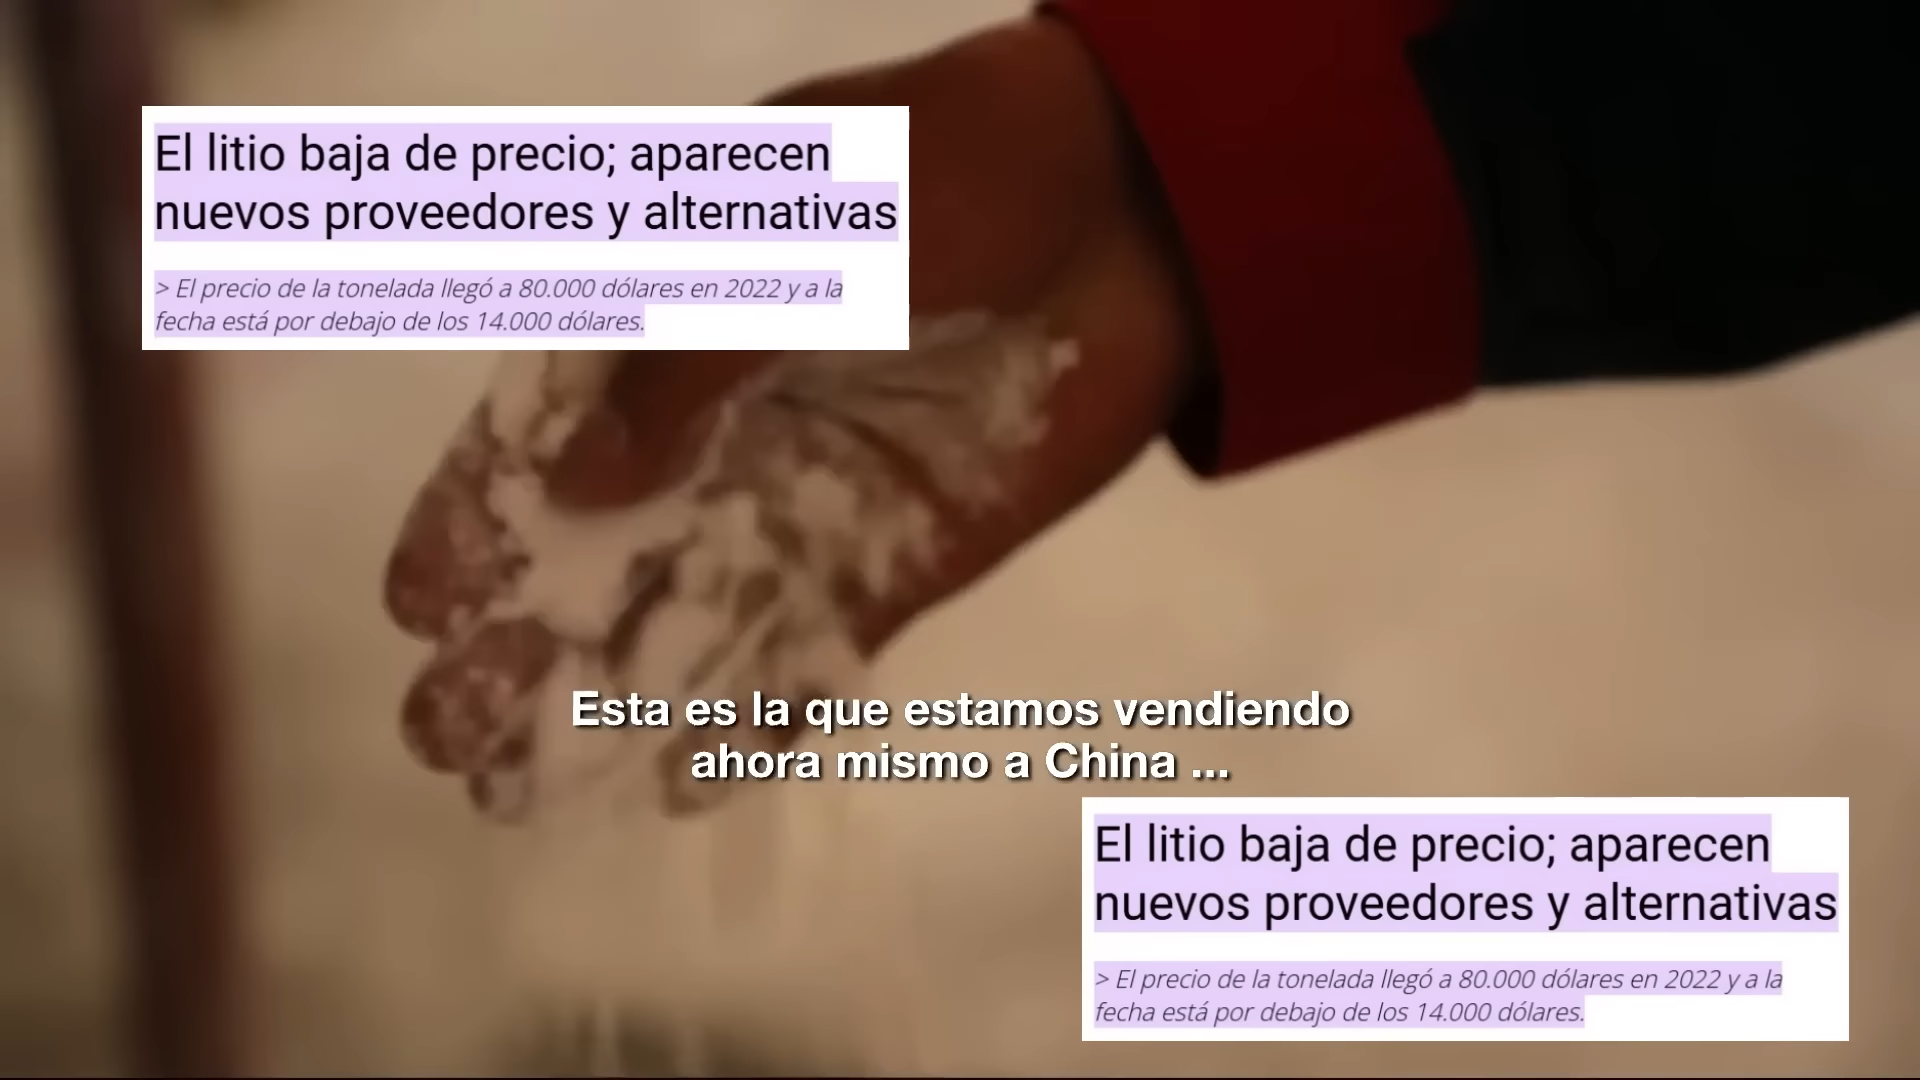 El litio baja de precio; aparecen
nuevos proveedores y alternativas
> El precio de la tonelada llegó a 80.000 dólares en 2022 y a la
fecha está por debajo de los 14.000 dólares.
Esta es la que estamos vendiendo
ahora mismo a China ...
El litio baja de precio; aparecen
nuevos proveedores y alternativas
> El precio de la tonelada llegó a 80.000 dólares en 2022 y a la
fecha está por debajo de los 14.000 dólares.